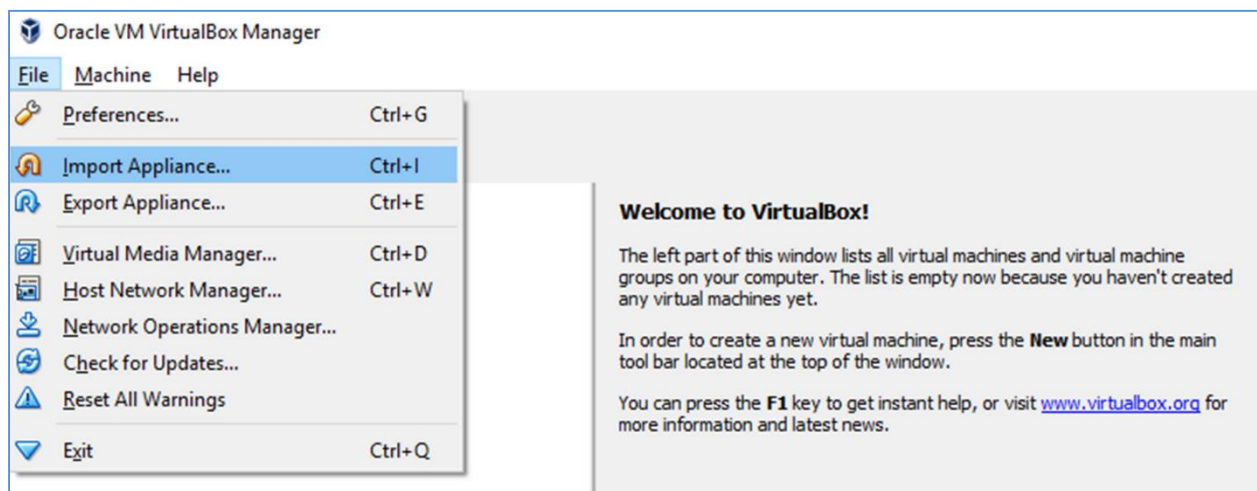 Oracle VM VirtualBox Manager
File Machine Help
Preferences... Ctrl+G
Import Appliance... Ctrl+I
Export Appliance... Ctrl+E
Virtual Media Manager... Ctrl+D
Host Network Manager... Ctrl+W
Network Operations Manager...
Check for Updates...
Reset All Warnings
Exit Ctrl+Q
Welcome to VirtualBox!
The left part of this window lists all virtual machines and virtual machine
groups on your computer. The list is empty now because you haven't created
any virtual machines yet.
In order to create a new virtual machine, press the New button in the main
tool bar located at the top of the window.
You can press the F1 key to get instant help, or visit www.virtualbox.org for
more information and latest news.